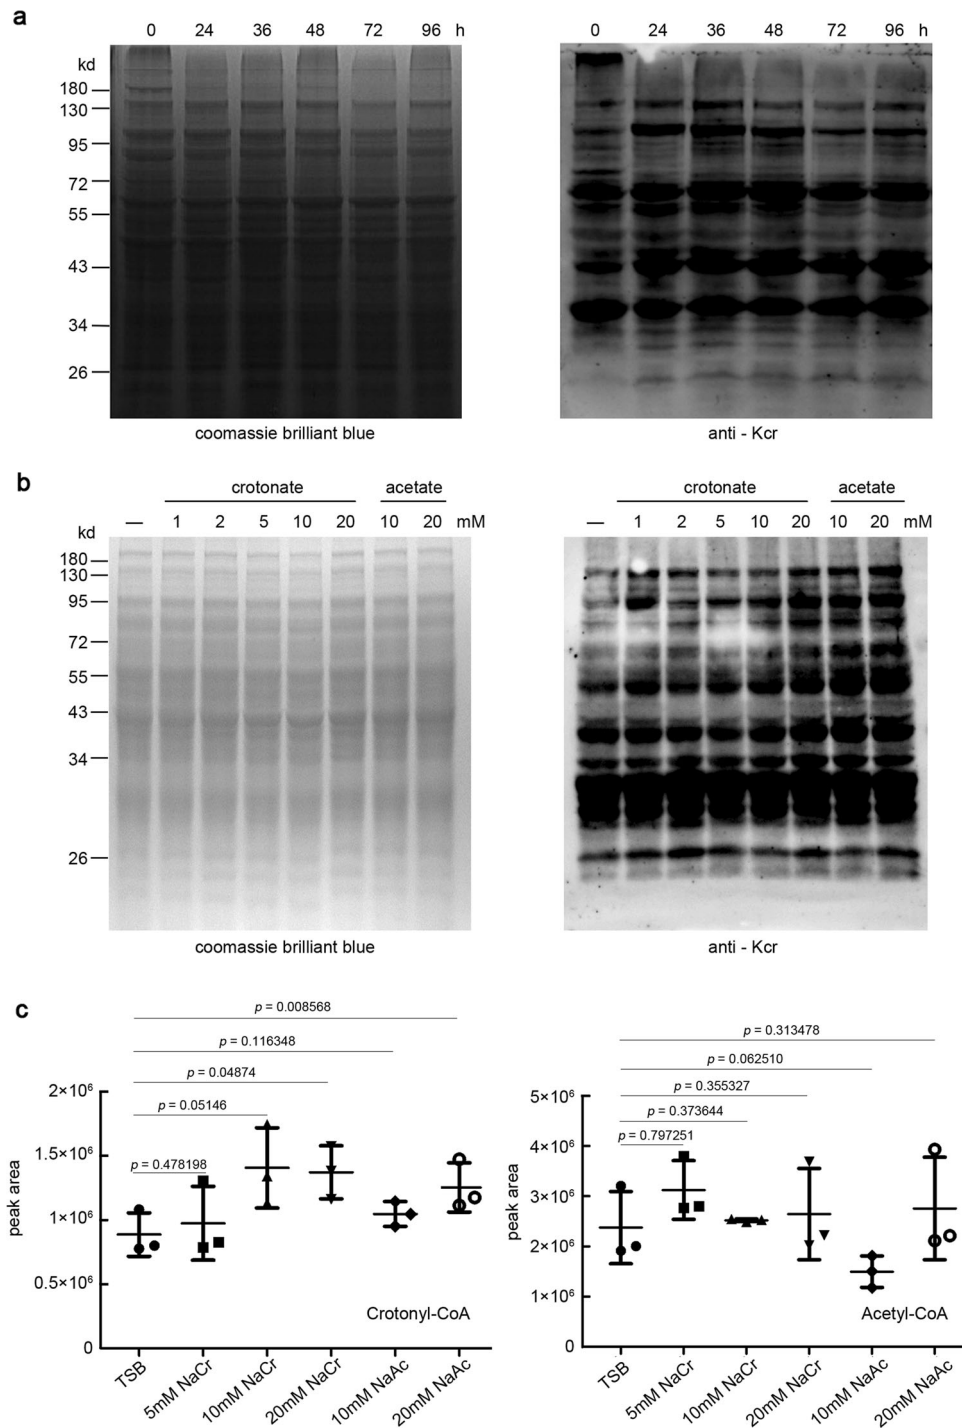 a
0 24 36 48 72 96 h
0 24 36 48 72 96 h
kd
180
130
95
72
55
43
34
26
coomassie brilliant blue
anti - Kcr
b
crotonate acetate
crotonate acetate
— 1 2 5 10 20 10 20 mM
— 1 2 5 10 20 10 20 mM
kd
180
130
95
72
55
43
34
26
coomassie brilliant blue
anti - Kcr
c
p = 0.008568
p = 0.116348
p = 0.04874
p = 0.05146
p = 0.478198
2×10⁶
1.5×10⁶
1×10⁶
0.5×10⁶
0
peak area
Crotonyl-CoA
TSB
5mM NaCr
10mM NaCr
20mM NaCr
10mM NaAc
20mM NaAc
p = 0.313478
p = 0.062510
p = 0.355327
p = 0.373644
p = 0.797251
5×10⁶
4×10⁶
3×10⁶
2×10⁶
1×10⁶
0
peak area
Acetyl-CoA
TSB
5mM NaCr
10mM NaCr
20mM NaCr
10mM NaAc
20mM NaAc